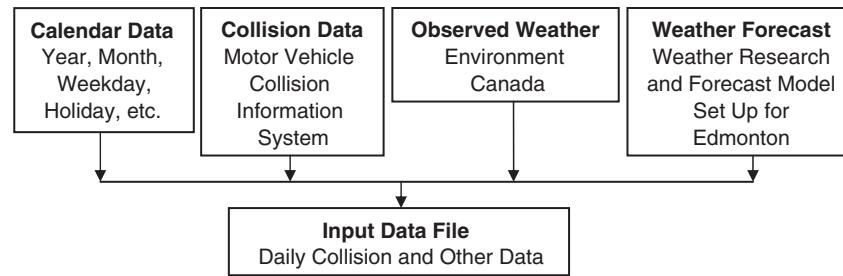 Calendar Data
Year, Month,
Weekday,
Holiday, etc.
Collision Data
Motor Vehicle
Collision
Information
System
Observed Weather
Environment
Canada
Weather Forecast
Weather Research
and Forecast Model
Set Up for
Edmonton
Input Data File
Daily Collision and Other Data